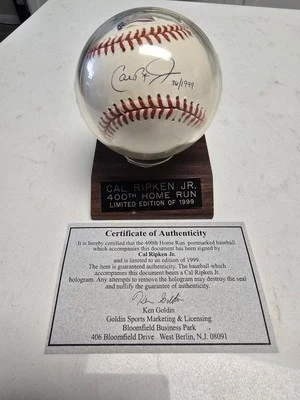 Cal Ripken Jr.
76/1999
CAL RIPKEN JR.
400TH HOME RUN
LIMITED EDITION OF 1999
Certificate of Authenticity
It is hereby certified that the 400th Home Run postmarked baseball
which accompanies this document has been signed by
Cal Ripken Jr.
and is limited to an edition of 1999.
The item is guaranteed authenticity. The baseball which
accompanies this document bears a Cal Ripken Jr.
hologram. Any attempts to remove the hologram may destroy the seal
and nullify the guarantee of authenticity.
Ken Goldin
Ken Goldin
Goldin Sports Marketing & Licensing
Bloomfield Business Park
406 Bloomfield Drive West Berlin, N.J. 08091